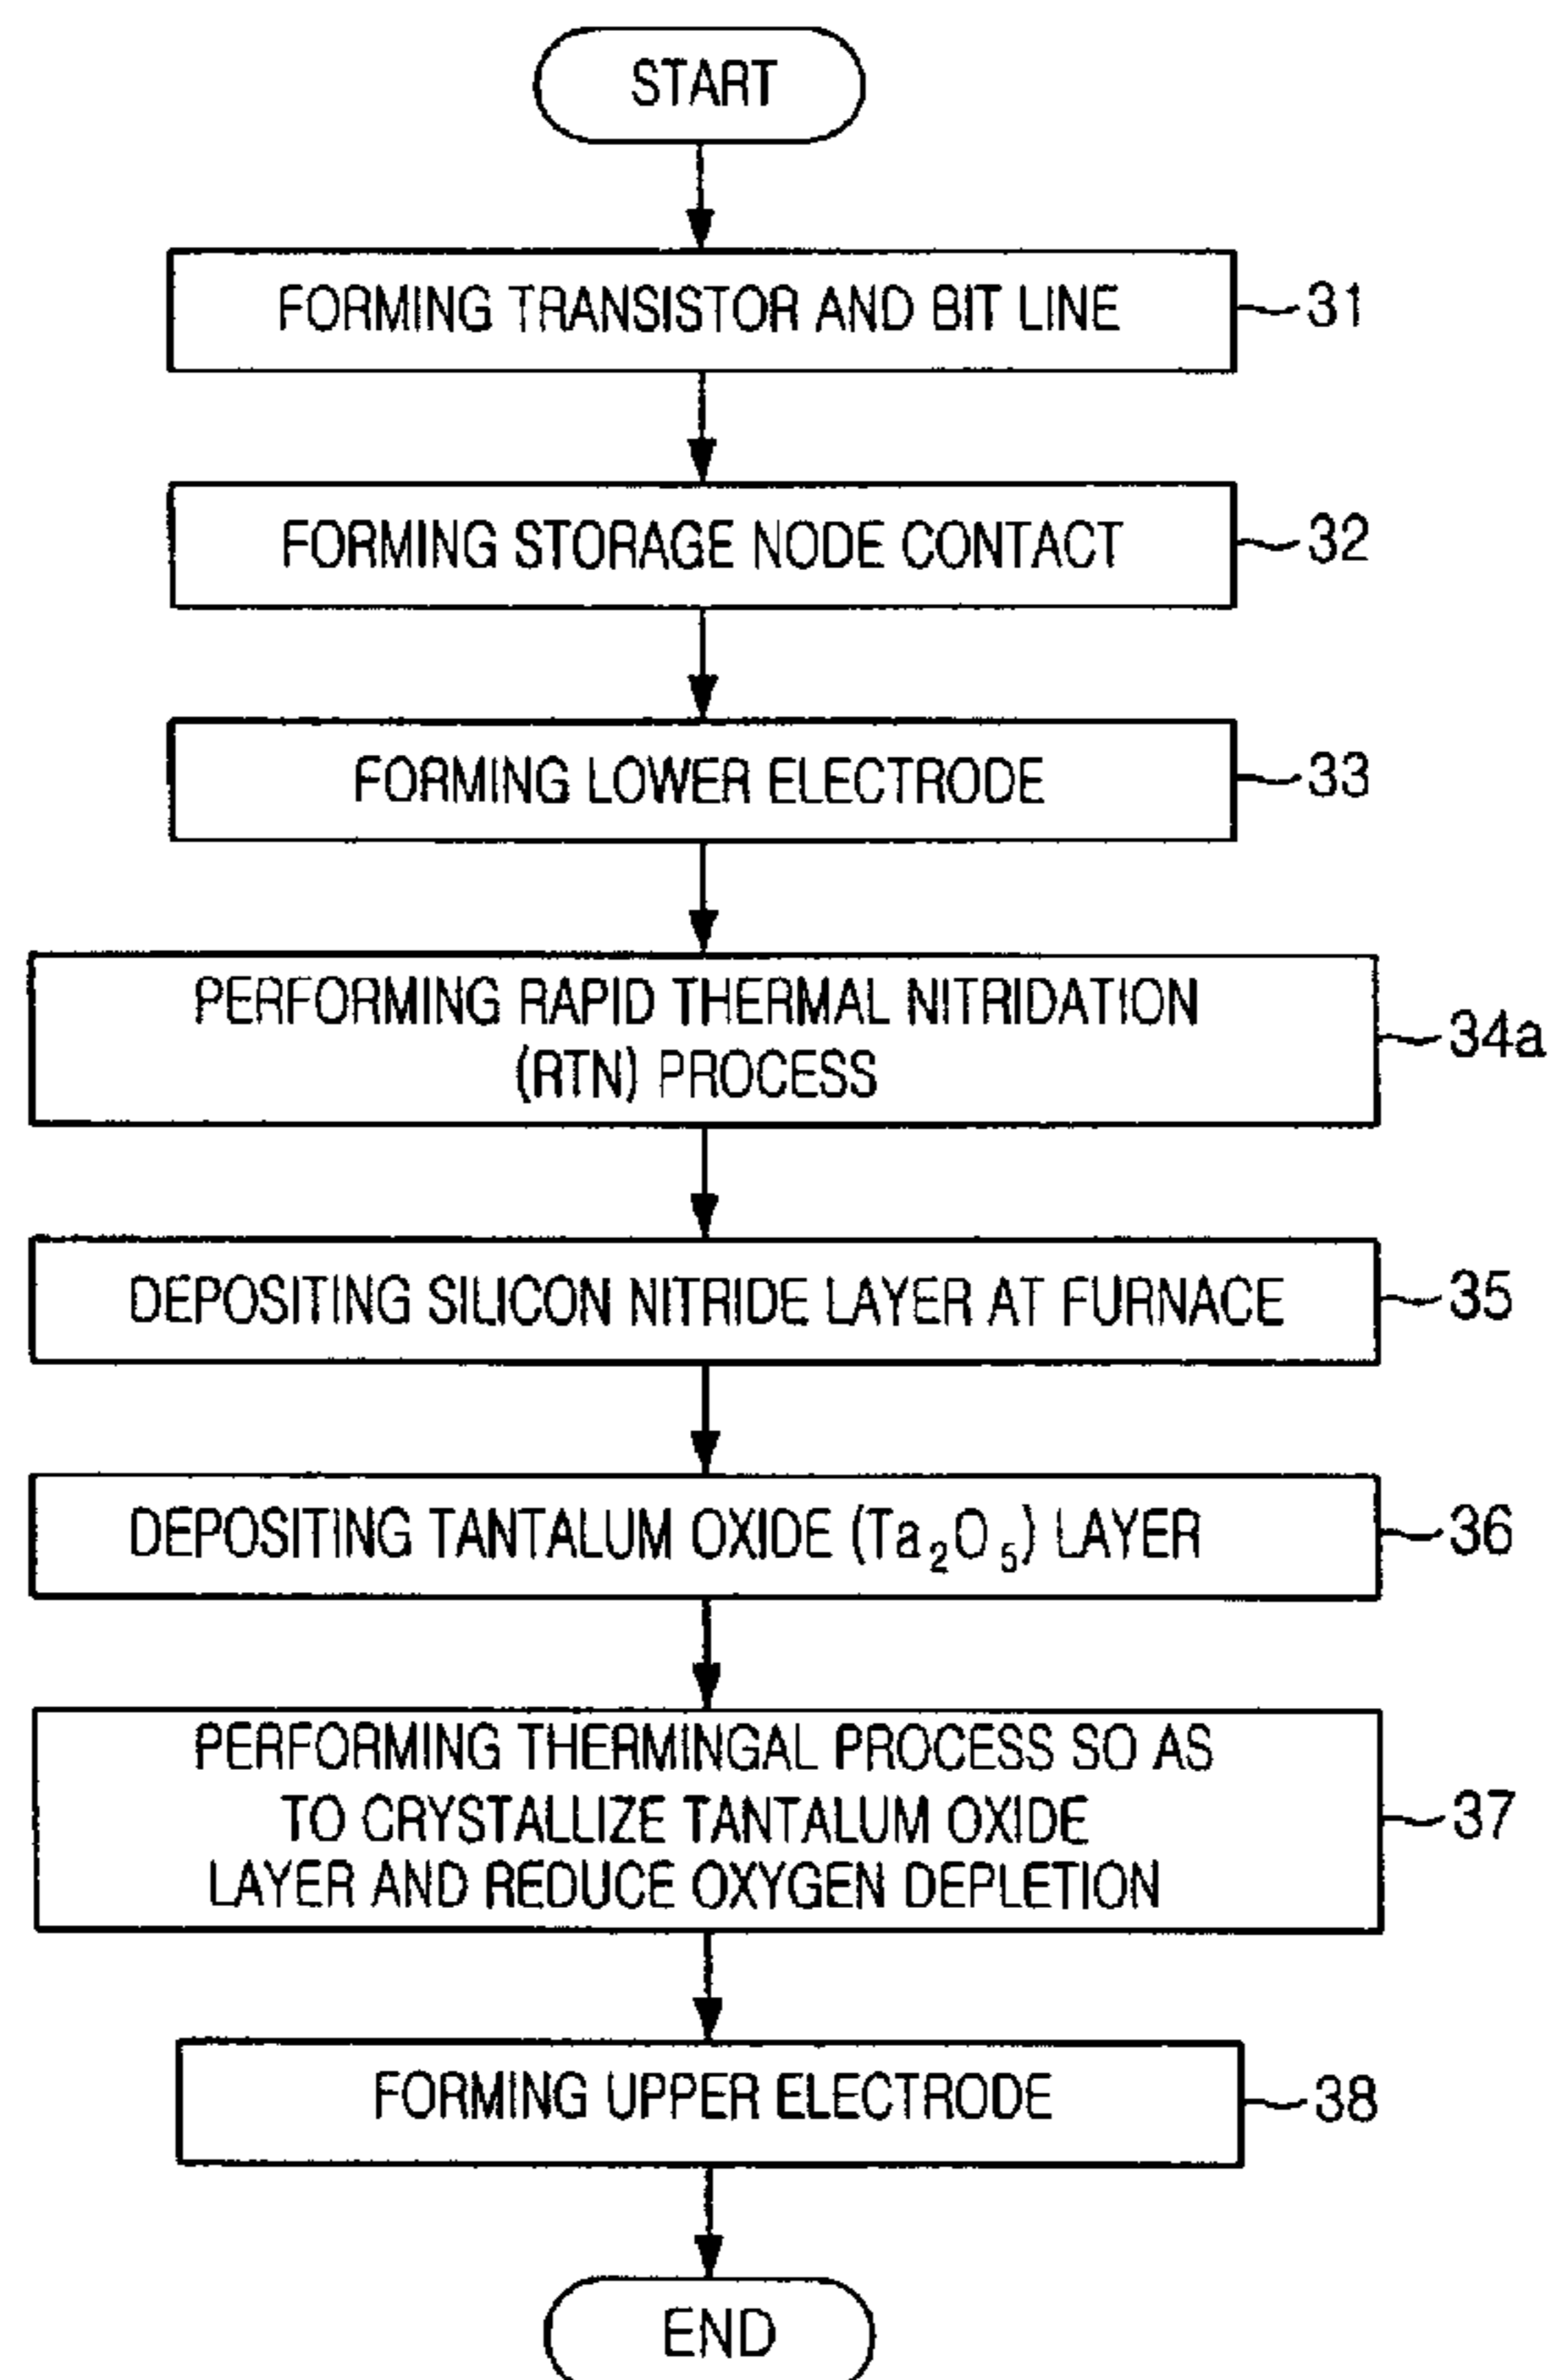 START
FORMING TRANSISTOR AND BIT LINE
31
FORMING STORAGE NODE CONTACT
32
FORMING LOWER ELECTRODE
33
PERFORMING RAPID THERMAL NITRIDATION
(RTN) PROCESS
34a
DEPOSITING SILICON NITRIDE LAYER AT FURNACE
35
DEPOSITING TANTALUM OXIDE (Ta₂O₅) LAYER
36
PERFORMING THERMINGAL PROCESS SO AS
TO CRYSTALLIZE TANTALUM OXIDE
LAYER AND REDUCE OXYGEN DEPLETION
37
FORMING UPPER ELECTRODE
38
END